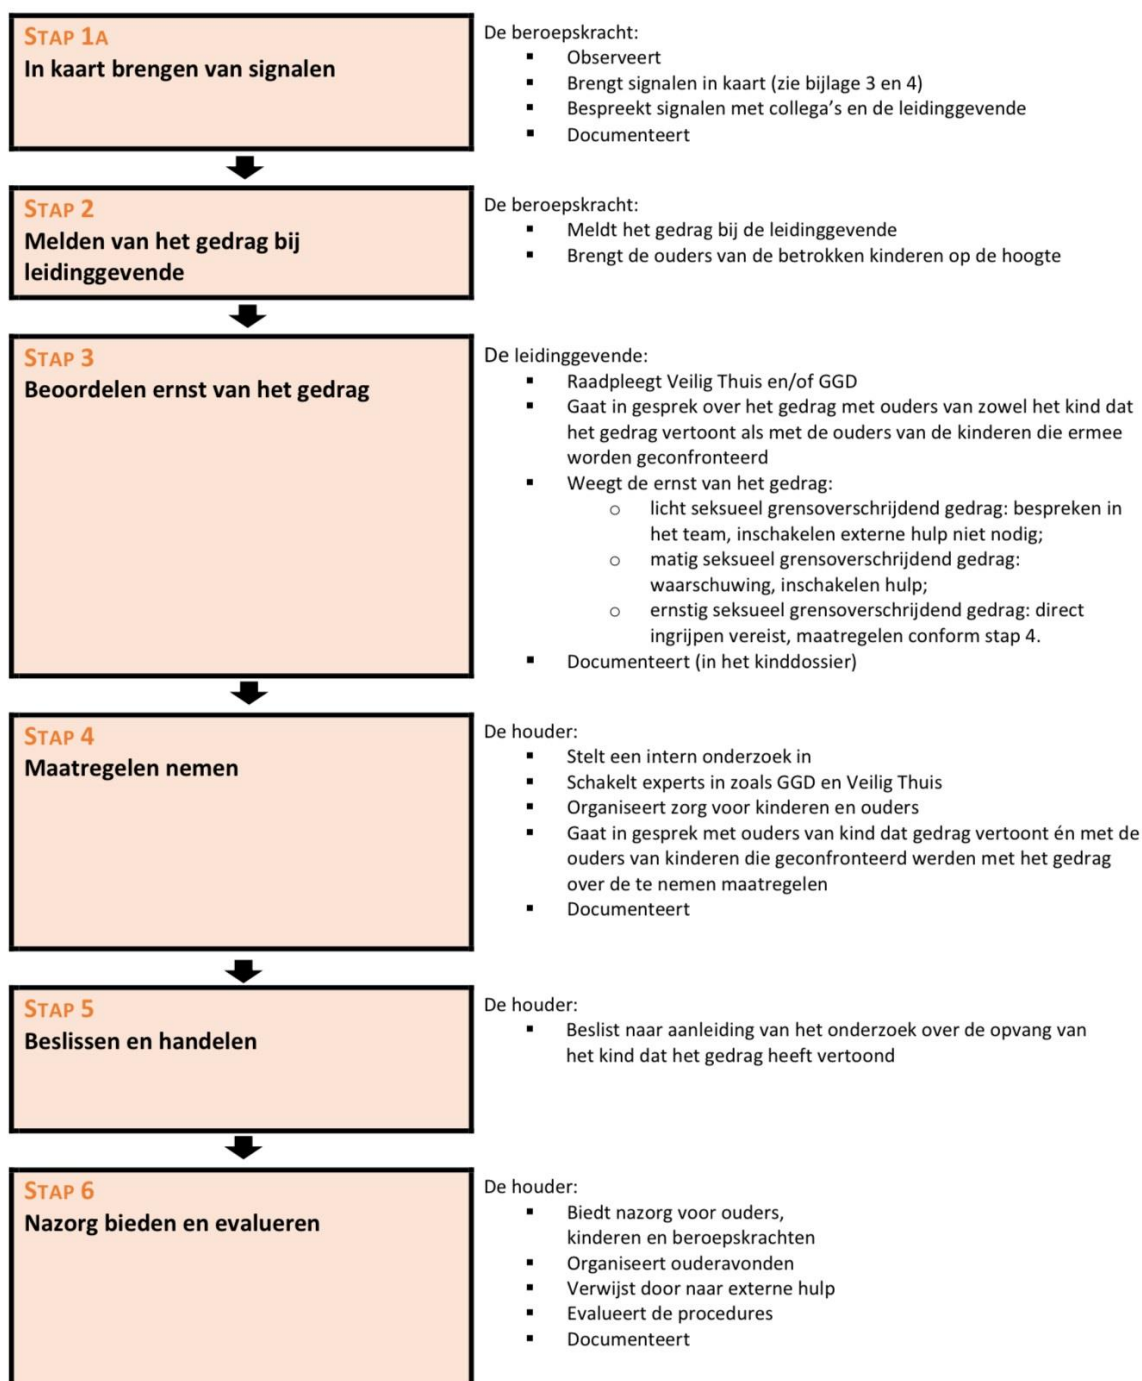 STAP 1A
In kaart brengen van signalen
De beroepskracht:
▪ Observeert
▪ Brengt signalen in kaart (zie bijlage 3 en 4)
▪ Bespreekt signalen met collega's en de leidinggevende
▪ Documenteert
STAP 2
Melden van het gedrag bij
leidinggevende
De beroepskracht:
▪ Meldt het gedrag bij de leidinggevende
▪ Brengt de ouders van de betrokken kinderen op de hoogte
STAP 3
Beoordelen ernst van het gedrag
De leidinggevende:
▪ Raadpleegt Veilig Thuis en/of GGD
▪ Gaat in gesprek over het gedrag met ouders van zowel het kind dat
het gedrag vertoont als met de ouders van de kinderen die ermee
worden geconfronteerd
▪ Weegt de ernst van het gedrag:
o licht seksueel grensoverschrijdend gedrag: bespreken in
het team, inschakelen externe hulp niet nodig;
o matig seksueel grensoverschrijdend gedrag:
waarschuwing, inschakelen hulp;
o ernstig seksueel grensoverschrijdend gedrag: direct
ingrijpen vereist, maatregelen conform stap 4.
▪ Documenteert (in het kinddossier)
STAP 4
Maatregelen nemen
De houder:
▪ Stelt een intern onderzoek in
▪ Schakelt experts in zoals GGD en Veilig Thuis
▪ Organiseert zorg voor kinderen en ouders
▪ Gaat in gesprek met ouders van kind dat gedrag vertoont én met de
ouders van kinderen die geconfronteerd werden met het gedrag
over de te nemen maatregelen
▪ Documenteert
STAP 5
Beslissen en handelen
De houder:
▪ Beslist naar aanleiding van het onderzoek over de opvang van
het kind dat het gedrag heeft vertoond
STAP 6
Nazorg bieden en evalueren
De houder:
▪ Biedt nazorg voor ouders,
kinderen en beroepskrachten
▪ Organiseert ouderavonden
▪ Verwijst door naar externe hulp
▪ Evalueert de procedures
▪ Documenteert